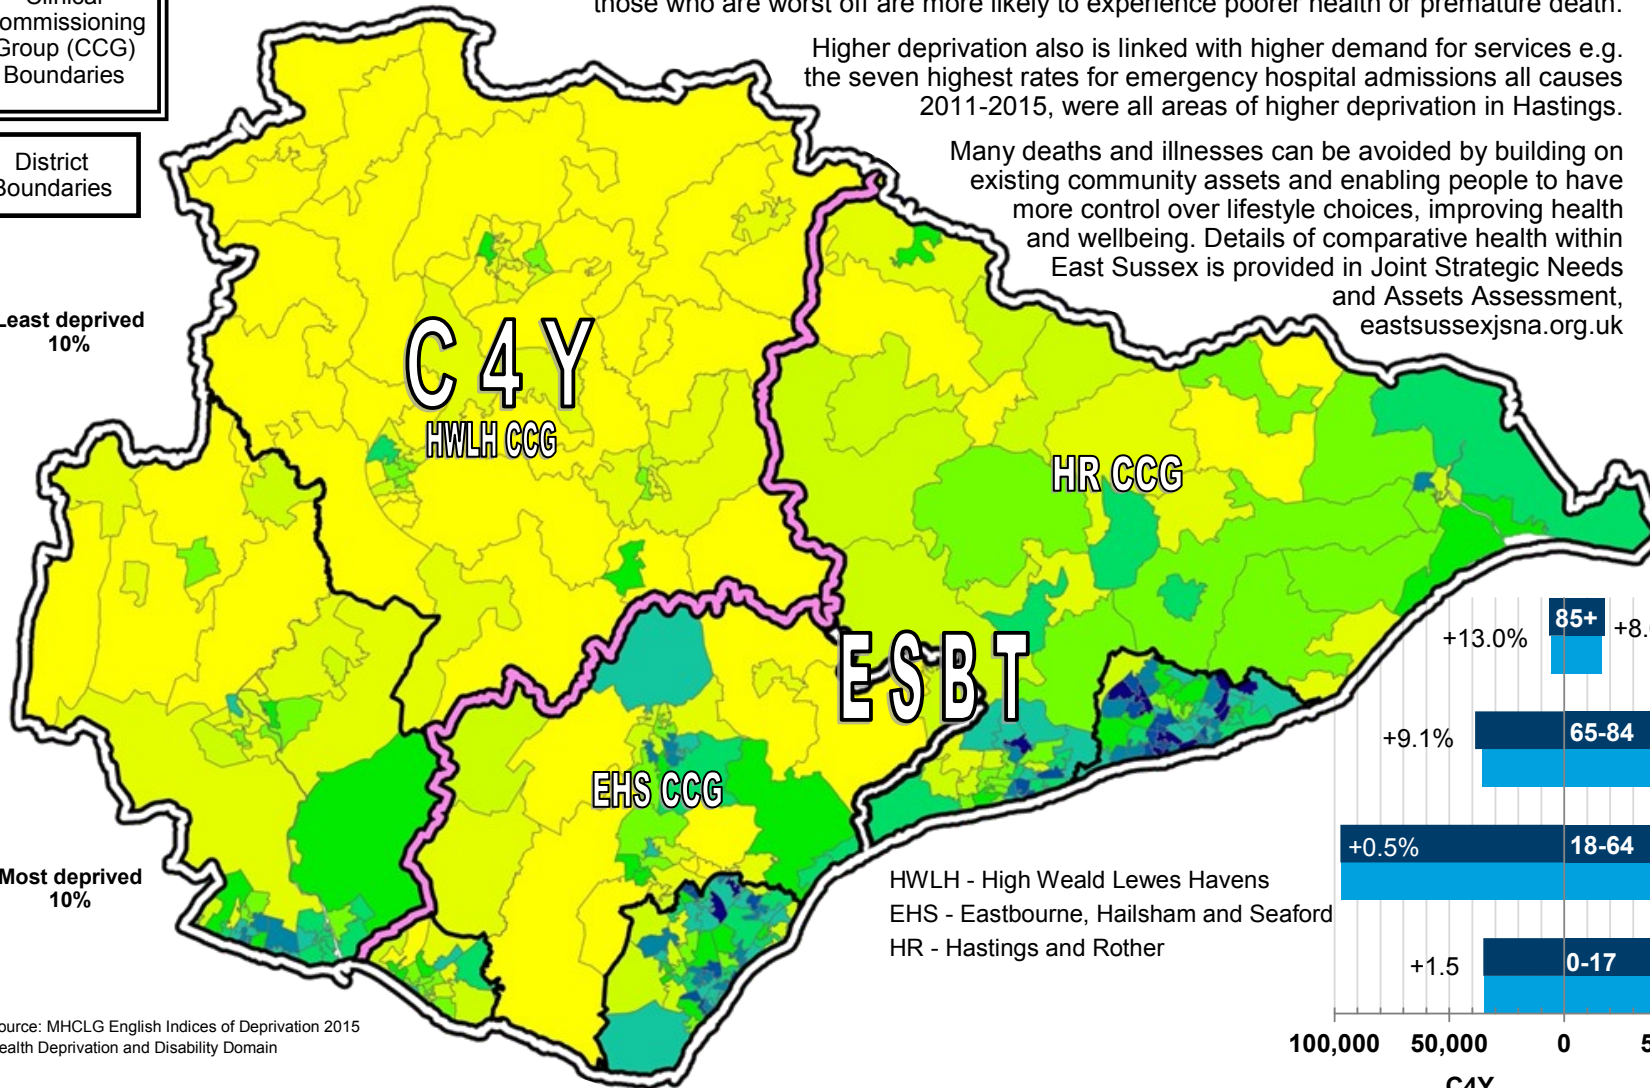 Clinical
Commissioning
Group (CCG)
Boundaries
District
Boundaries
those who are worst off are more likely to experience poorer health or premature death.
Higher deprivation also is linked with higher demand for services e.g.
the seven highest rates for emergency hospital admissions all causes
2011-2015, were all areas of higher deprivation in Hastings.
Many deaths and illnesses can be avoided by building on
existing community assets and enabling people to have
more control over lifestyle choices, improving health
and wellbeing. Details of comparative health within
East Sussex is provided in Joint Strategic Needs
and Assets Assessment,
eastsussexjsna.org.uk
Least deprived
10%
C4Y
HWLH CCG
HR CCG
ESBT
EHS CCG
Most deprived
10%
HWLH - High Weald Lewes Havens
EHS - Eastbourne, Hailsham and Seaford
HR - Hastings and Rother
+13.0% 85+ +8.
+9.1% 65-84
+0.5% 18-64
+1.5 0-17
100,000 50,000 0 5
C4Y
ource: MHCLG English Indices of Deprivation 2015
ealth Deprivation and Disability Domain